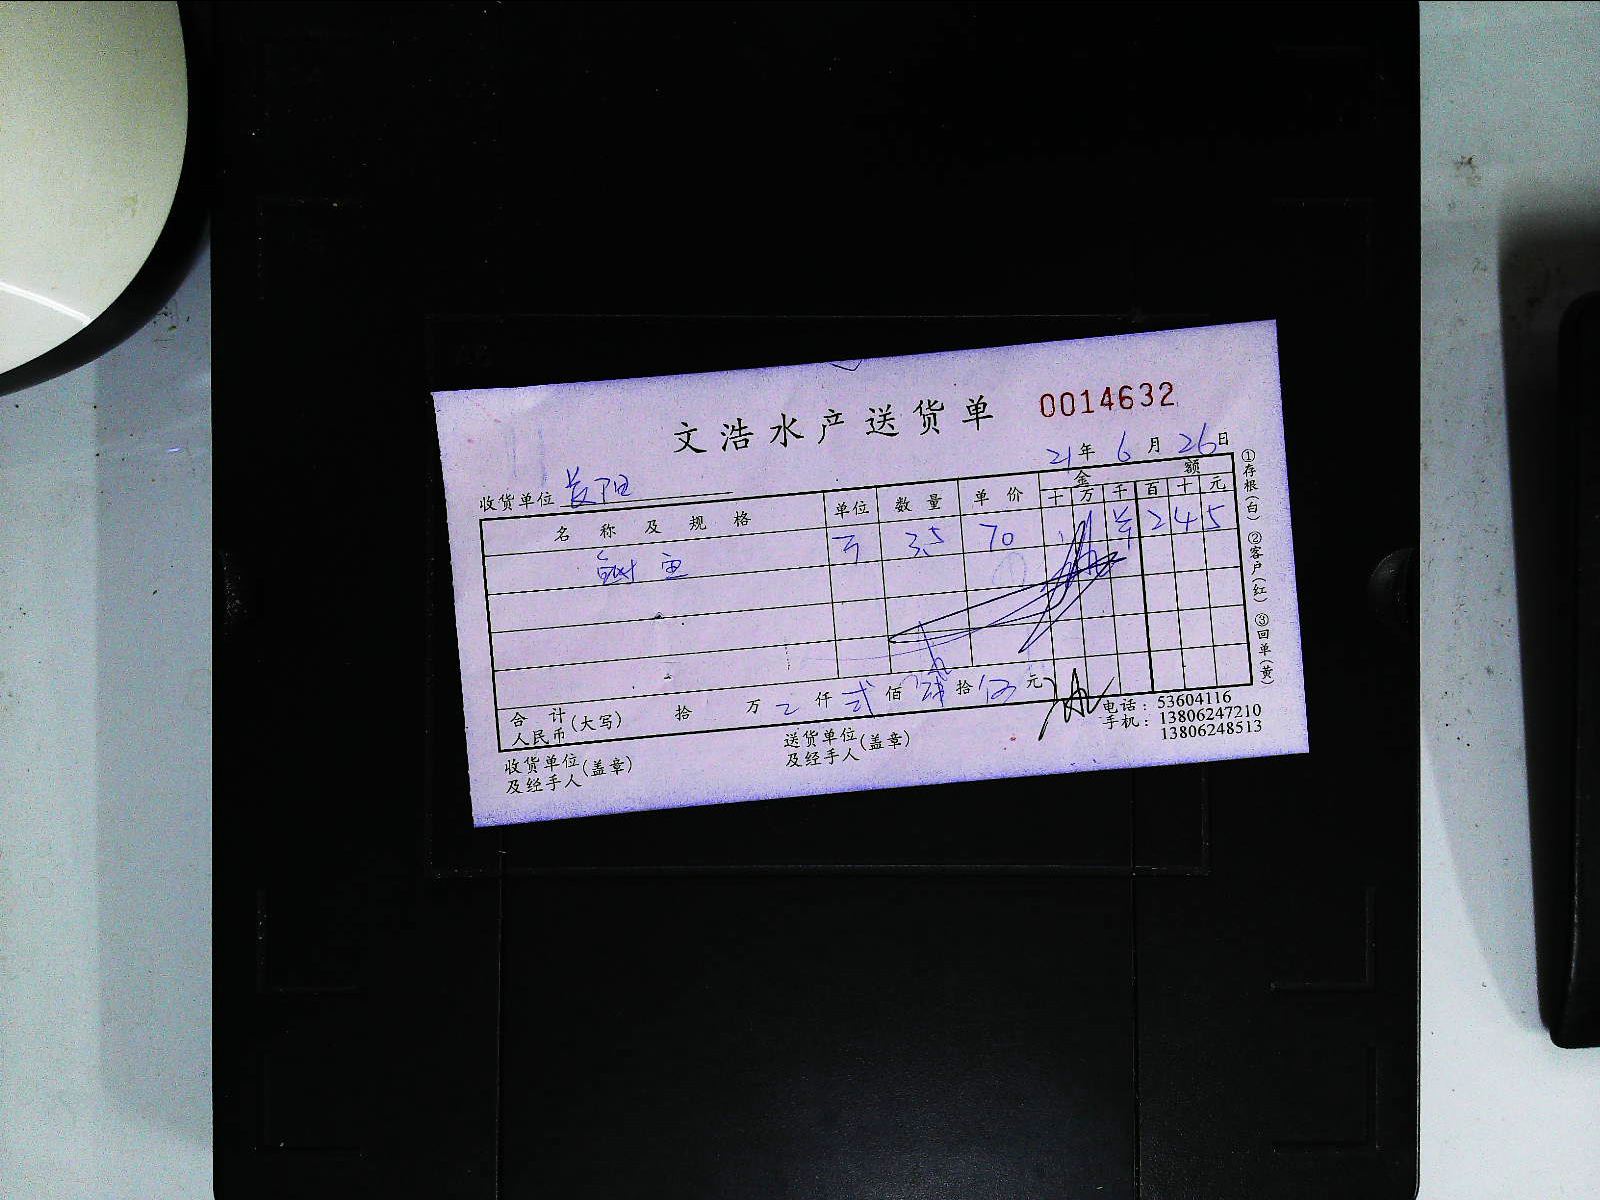 文浩水产送货单 0014632
21年6月26日
收货单位 长阳
名称及规格 单位 数量 单价 金额
十 万 千 百 十 元
鱼 3.5 70 2 4 5
合计人民币(大写) 拾 万 仟 弍 佰 拾 伍 元
电话：53604116
手机：13806247210
13806248513
收货单位及经手人(盖章)
送货单位及经手人(盖章)
①存根(白) ②客户(红) ③回单(黄)